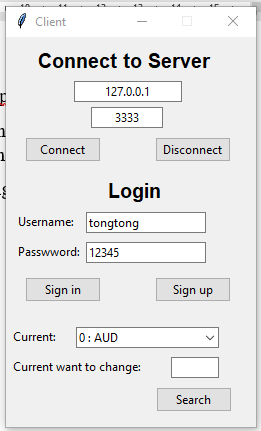 Client
Connect to Server
127.0.0.1
3333
Connect Disconnect
Login
Username: tongtong
Passwword: 12345
Sign in Sign up
Current: 0 : AUD
Current want to change:
Search